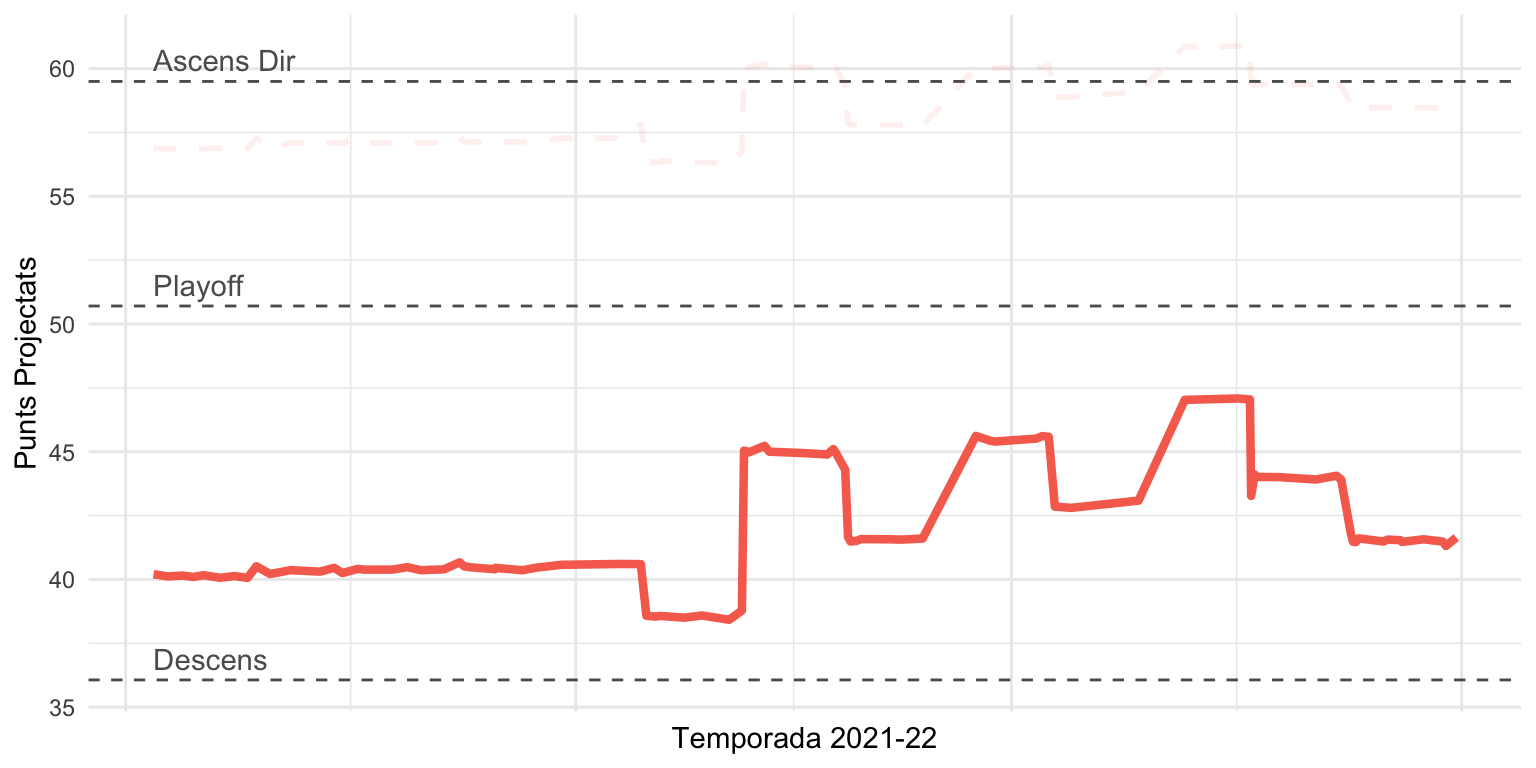 Ascens Dir
60
55
Playoff
50
45
40
Descens
35
Punts Projectats
Temporada 2021-22